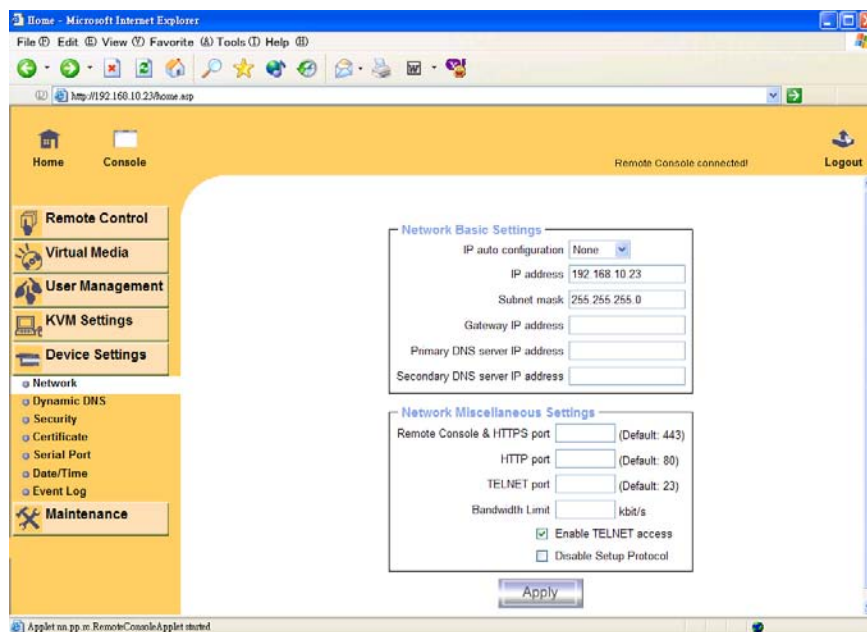 Home - Microsoft Internet Explorer
File (F) Edit (E) View (V) Favorite (A) Tools (T) Help (H)
http://192.168.10.23/home.asp
Home
Console
Remote Console connected!
Logout
Remote Control
Virtual Media
User Management
KVM Settings
Device Settings
Network
Dynamic DNS
Security
Certificate
Serial Port
Date/Time
Event Log
Maintenance
Network Basic Settings
IP auto configuration None
IP address 192.168.10.23
Subnet mask 255.255.255.0
Gateway IP address
Primary DNS server IP address
Secondary DNS server IP address
Network Miscellaneous Settings
Remote Console & HTTPS port (Default: 443)
HTTP port (Default: 80)
TELNET port (Default: 23)
Bandwidth Limit kbit/s
Enable TELNET access
Disable Setup Protocol
Apply
Applet nn.pp.rc.RemoteConsoleApplet started